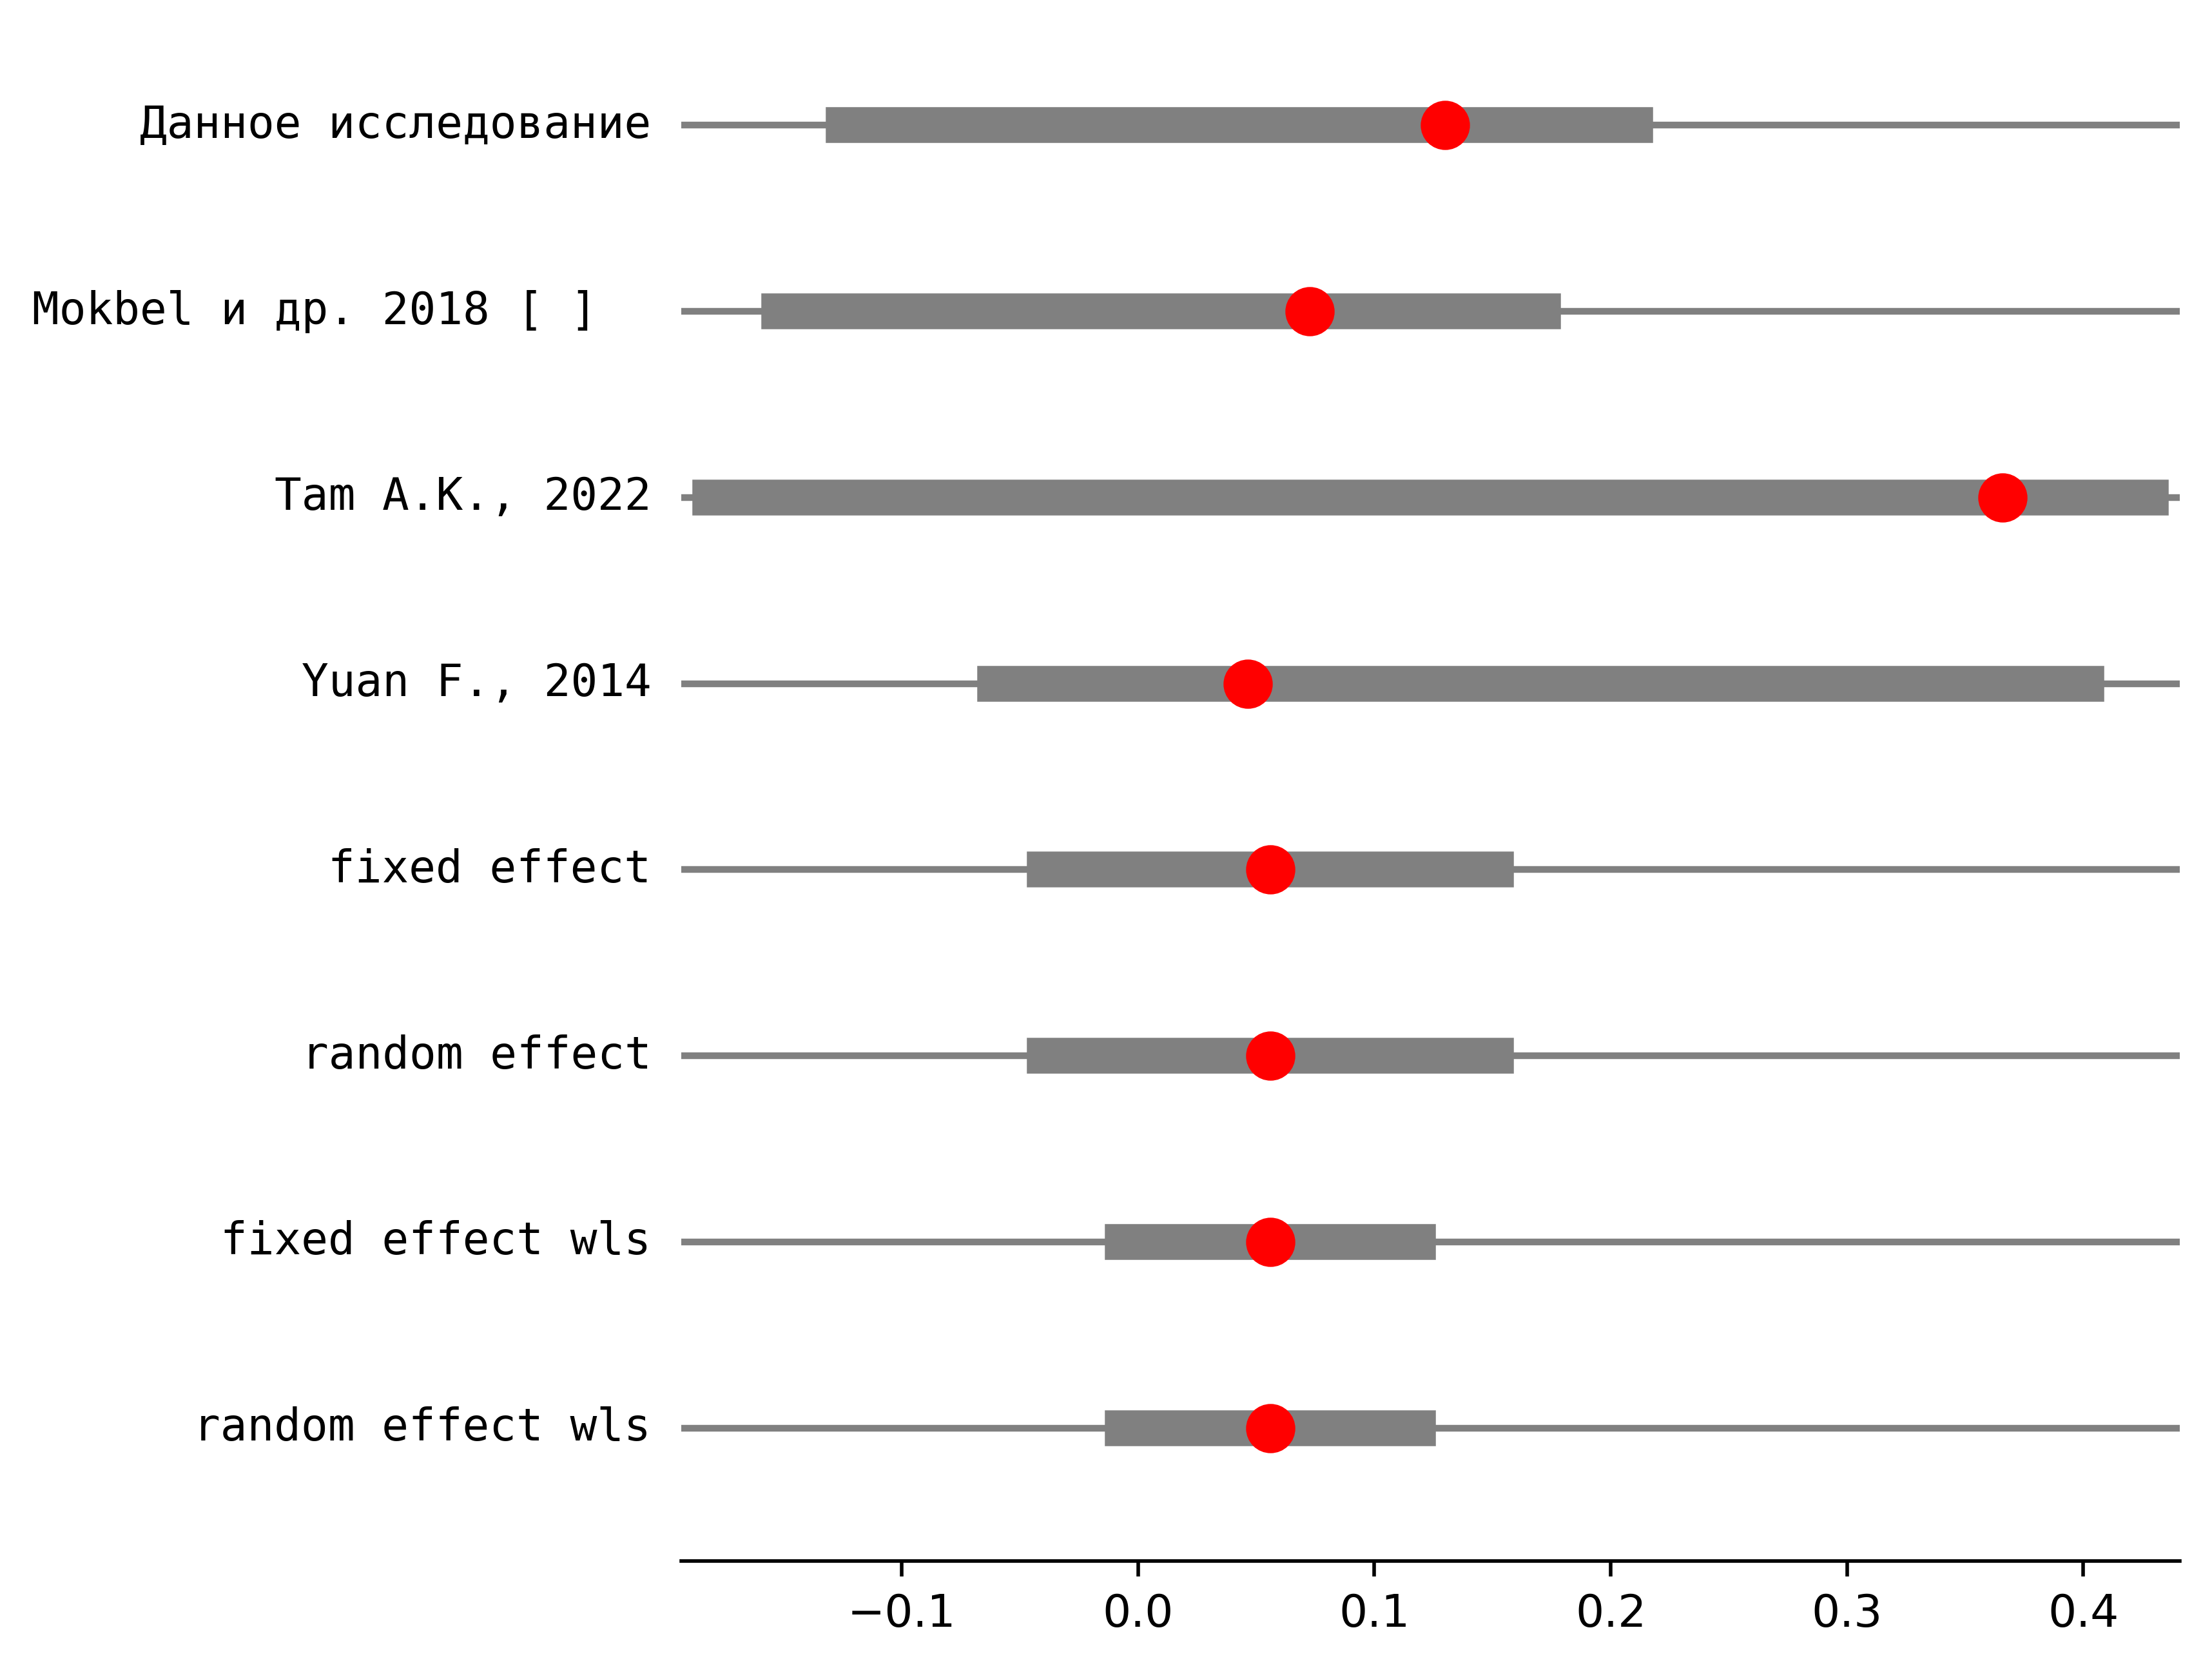 Данное исследование
Mokbel и др. 2018 [ ]
Tam A.K., 2022
Yuan F., 2014
fixed effect
random effect
fixed effect wls
random effect wls
−0.1 0.0 0.1 0.2 0.3 0.4